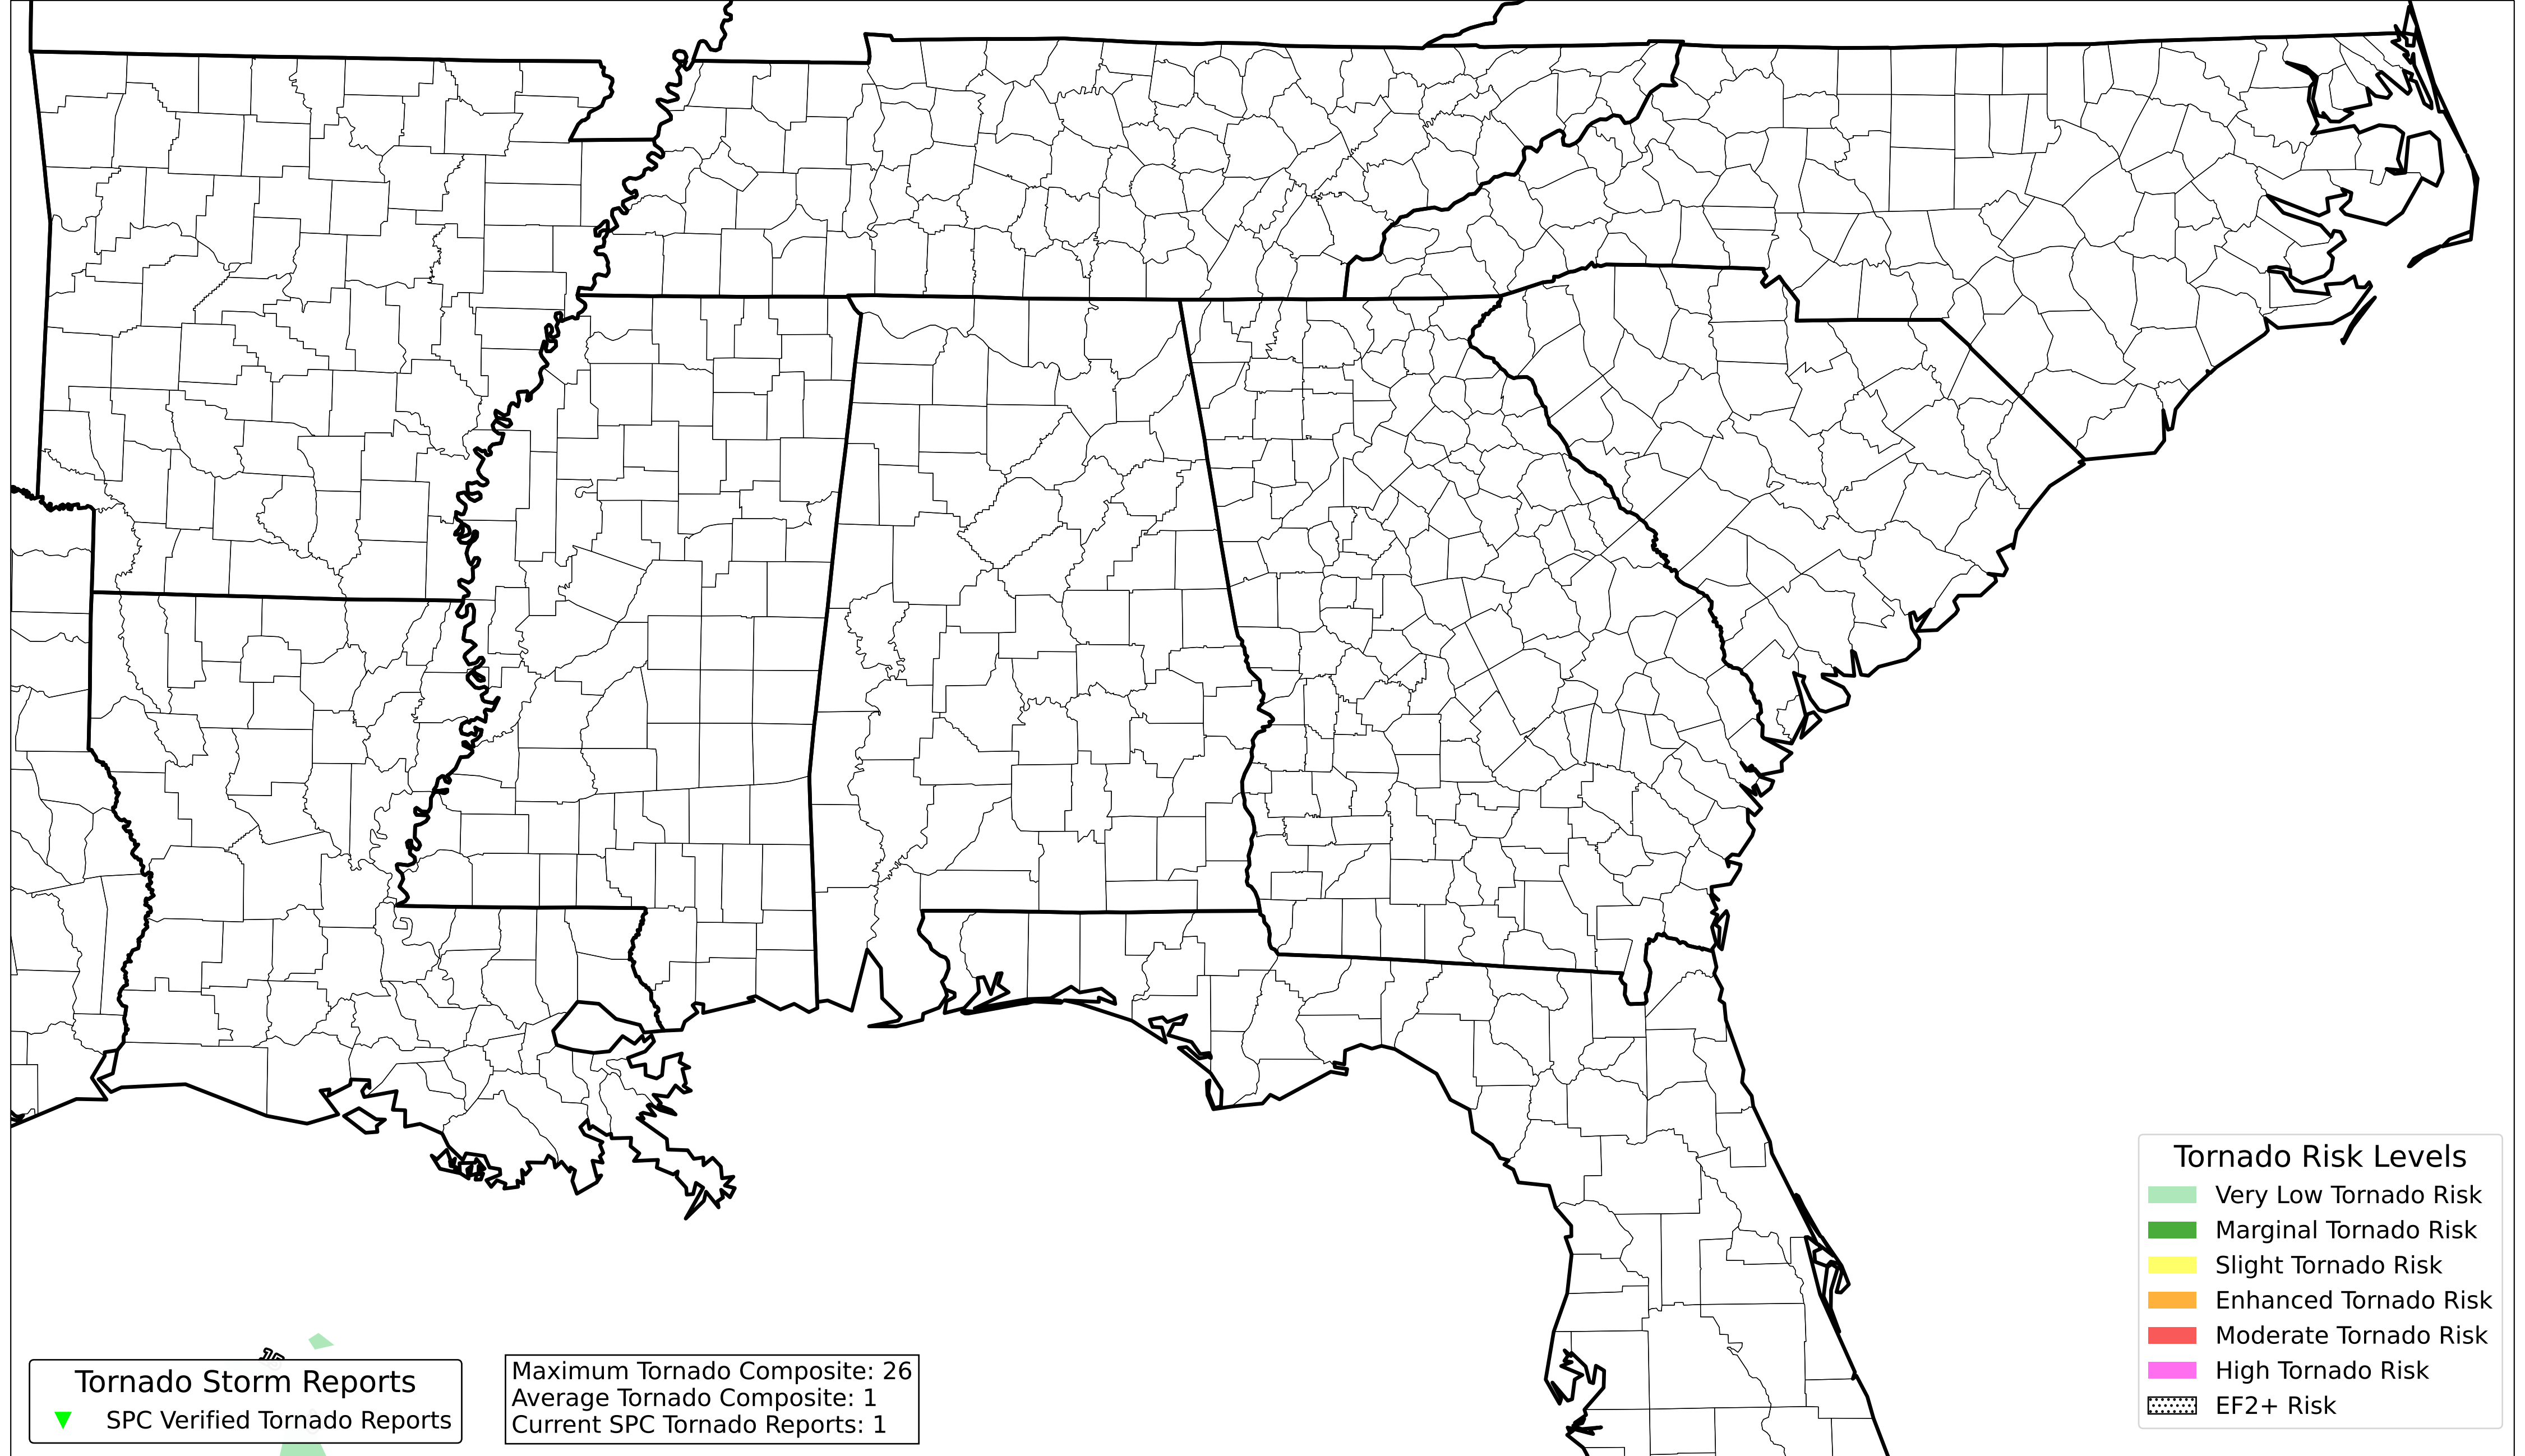 Tornado Risk Levels
Very Low Tornado Risk
Marginal Tornado Risk
Slight Tornado Risk
Enhanced Tornado Risk
Moderate Tornado Risk
High Tornado Risk
EF2+ Risk
Tornado Storm Reports
SPC Verified Tornado Reports
Maximum Tornado Composite: 26
Average Tornado Composite: 1
Current SPC Tornado Reports: 1